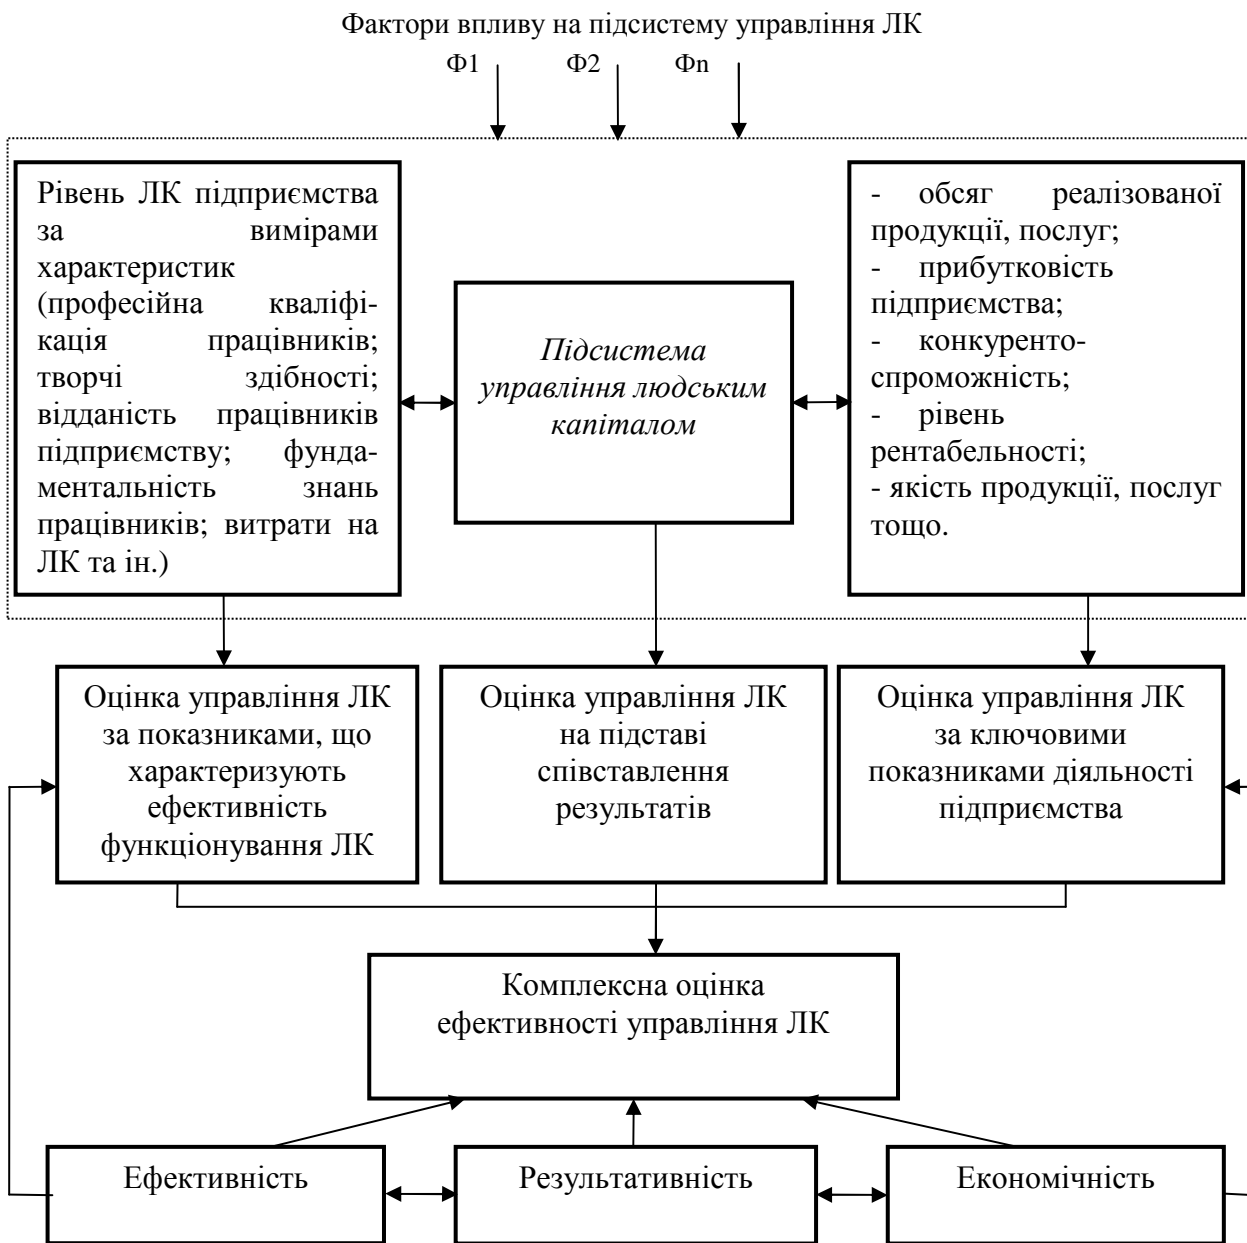 Фактори впливу на підсистему управління ЛК
Ф1 Ф2 Фn
Рівень ЛК підприємства
за вимірами
характеристик
(професійна кваліфі-
кація працівників;
творчі здібності;
відданість працівників
підприємству; фунда-
ментальність знань
працівників; витрати на
ЛК та ін.)
Підсистема
управління людським
капіталом
- обсяг реалізованої
продукції, послуг;
- прибутковість
підприємства;
- конкуренто-
спроможність;
- рівень
рентабельності;
- якість продукції, послуг
тощо.
Оцінка управління ЛК
за показниками, що
характеризують
ефективність
функціонування ЛК
Оцінка управління ЛК
на підставі
співставлення
результатів
Оцінка управління ЛК
за ключовими
показниками діяльності
підприємства
Комплексна оцінка
ефективності управління ЛК
Ефективність
Результативність
Економічність